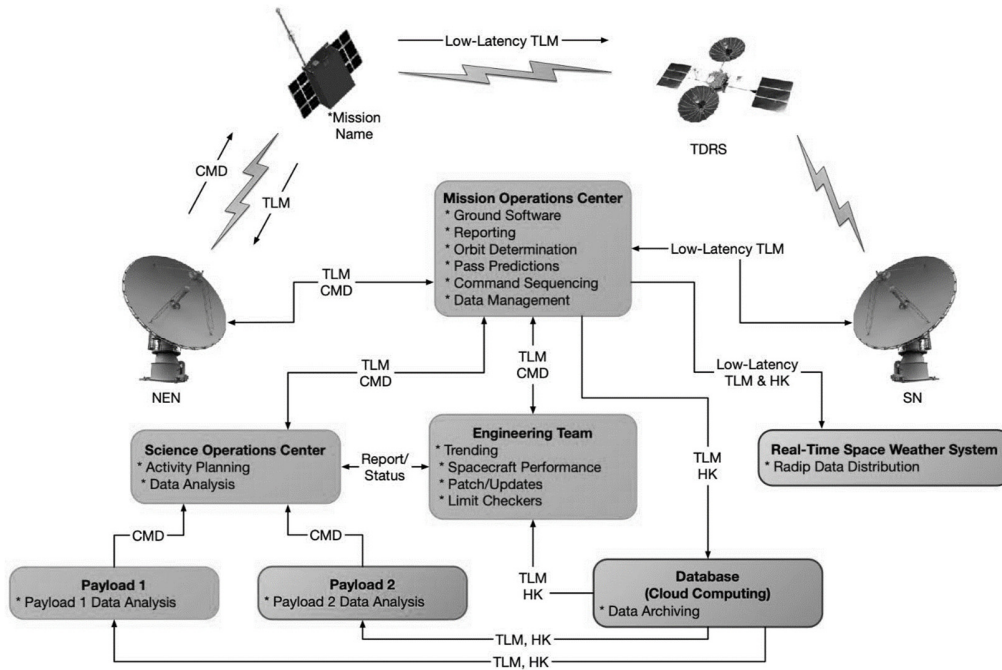 Low-Latency TLM
*Mission
Name
TDRS
CMD
TLM
Mission Operations Center
* Ground Software
* Reporting
* Orbit Determination
* Pass Predictions
* Command Sequencing
* Data Management
Low-Latency TLM
TLM
CMD
NEN
TLM
CMD
TLM
CMD
Low-Latency
TLM & HK
SN
Science Operations Center
* Activity Planning
* Data Analysis
Report/
Status
Engineering Team
* Trending
* Spacecraft Performance
* Patch/Updates
* Limit Checkers
TLM
HK
Real-Time Space Weather System
* Radip Data Distribution
CMD
CMD
Payload 1
* Payload 1 Data Analysis
Payload 2
* Payload 2 Data Analysis
TLM
HK
Database
(Cloud Computing)
* Data Archiving
TLM, HK
TLM, HK